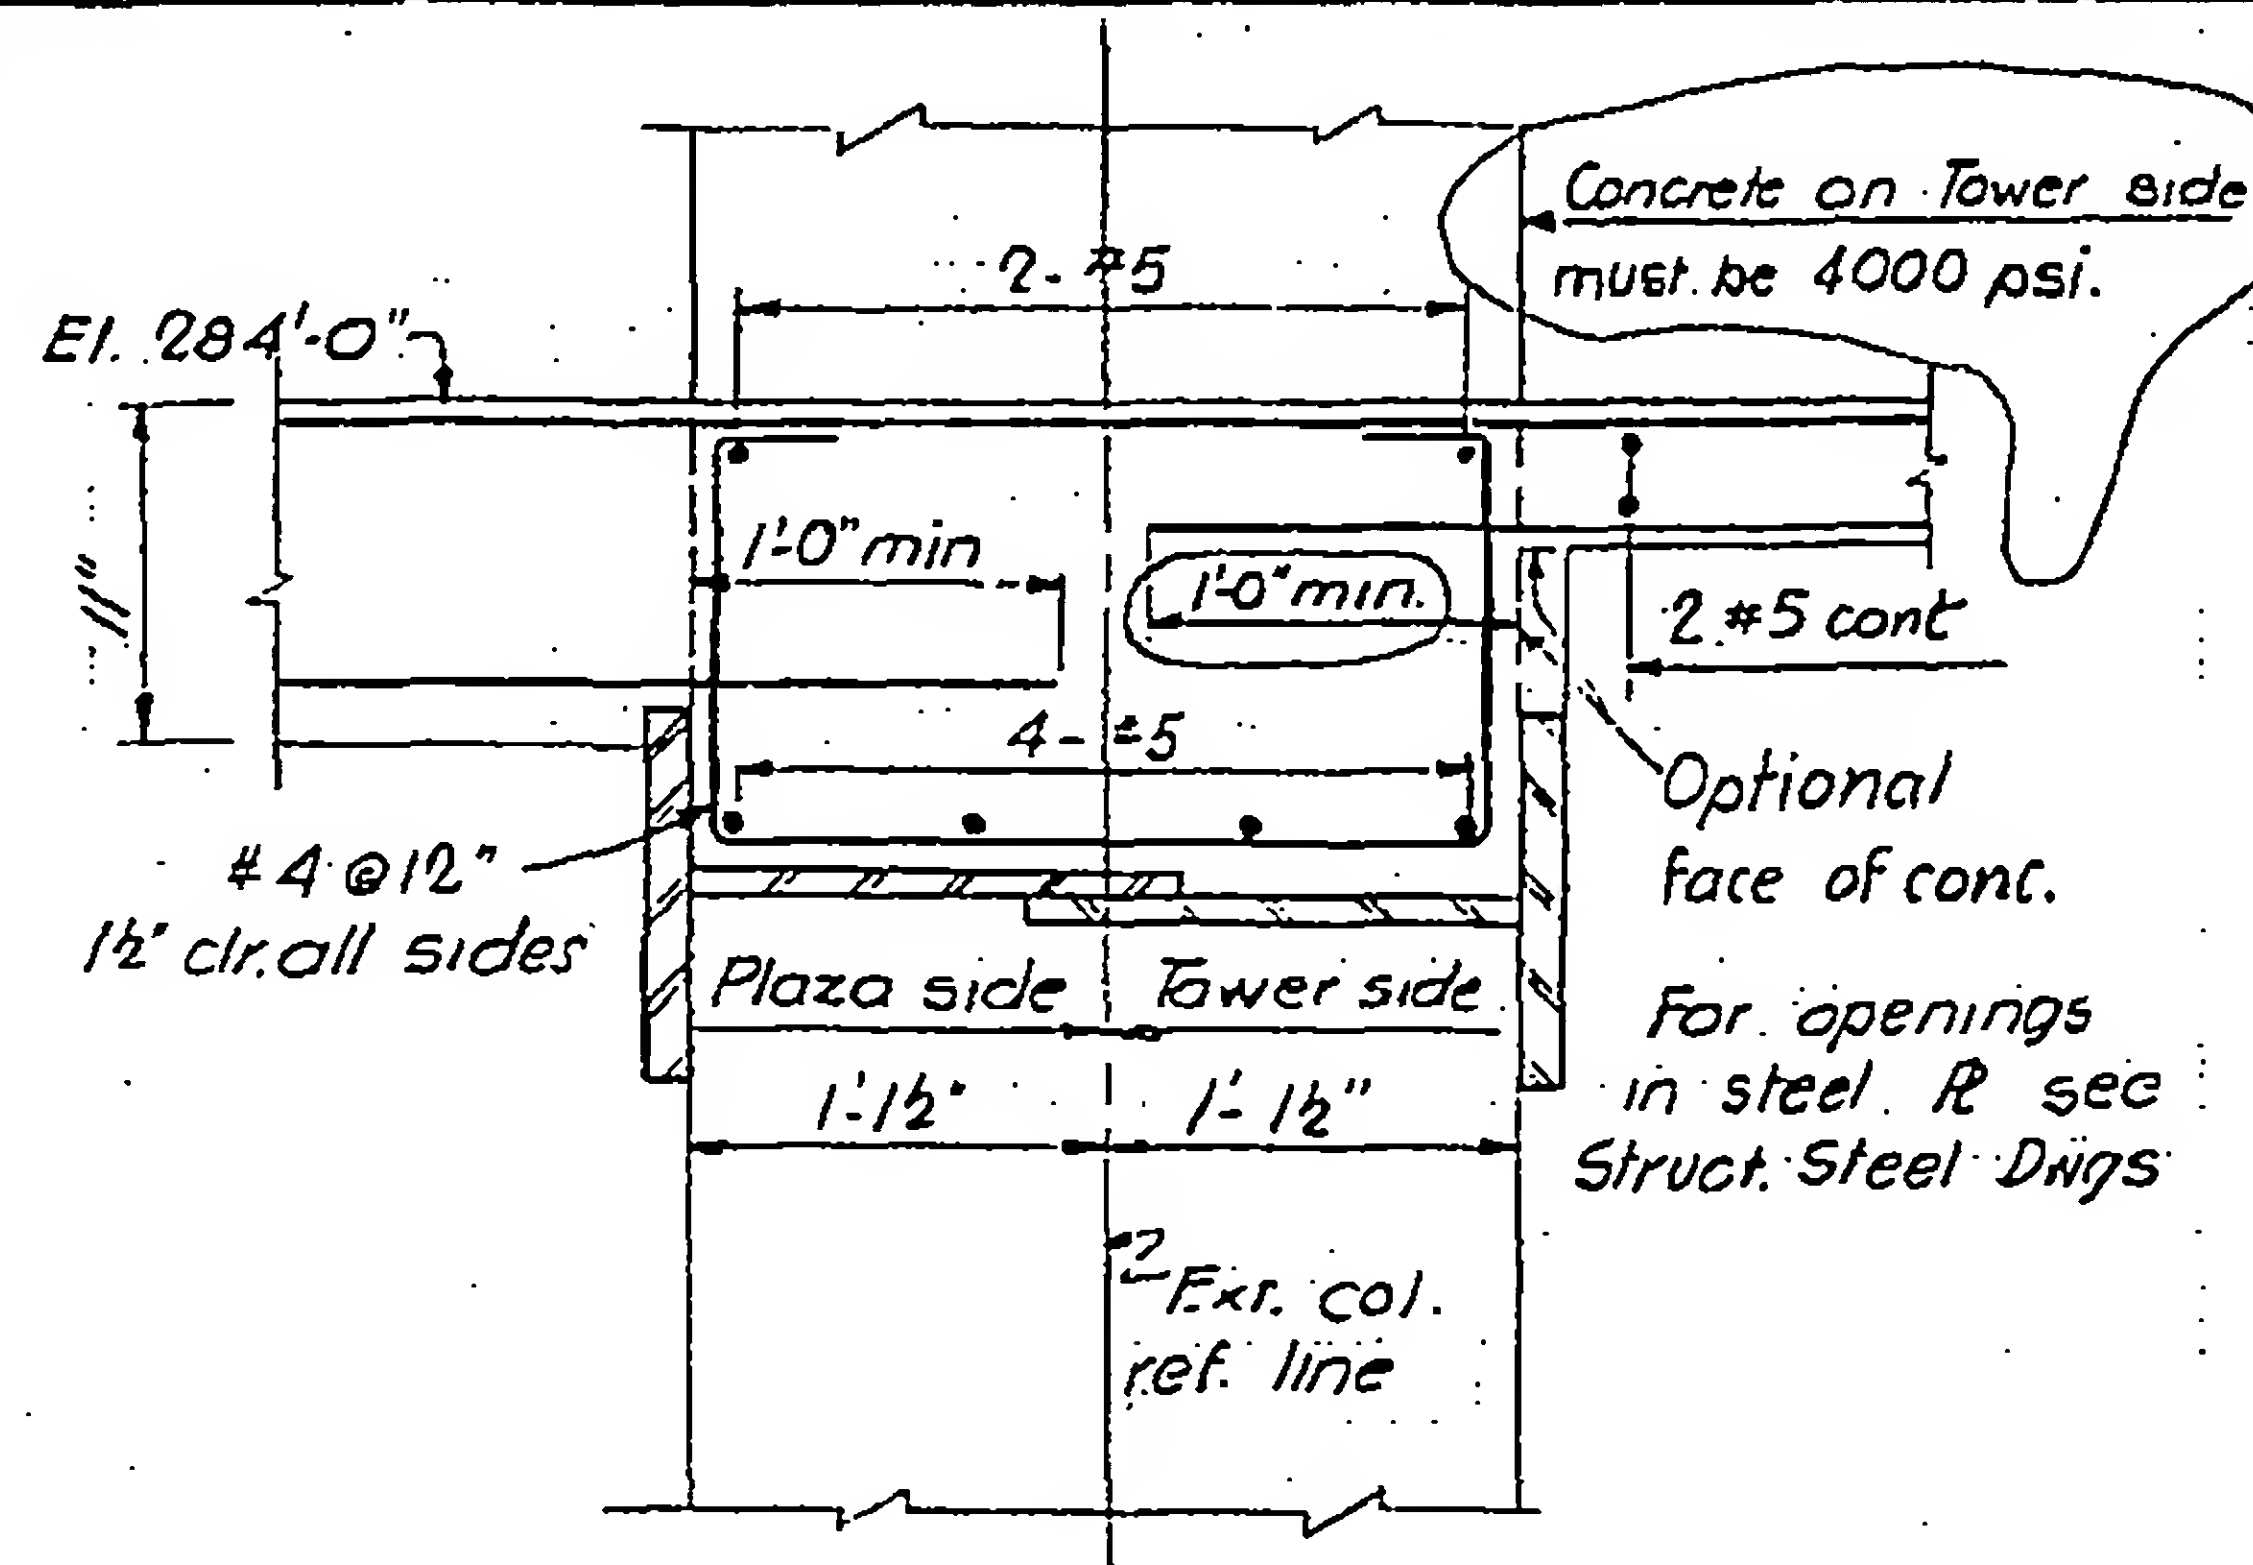 Concrete on Tower side
must be 4000 psi.
2-#5
El. 284'-0"
11"
1'-0" min
1'-0" min.
2 #5 cont
4-#5
Optional
face of conc.
#4 @ 12"
1½" clr. all sides
Plaza side
Tower side
For openings
in steel PL see
Struct. Steel Dwgs
1'-1½"
1'-1½"
Ext. col.
ref. line